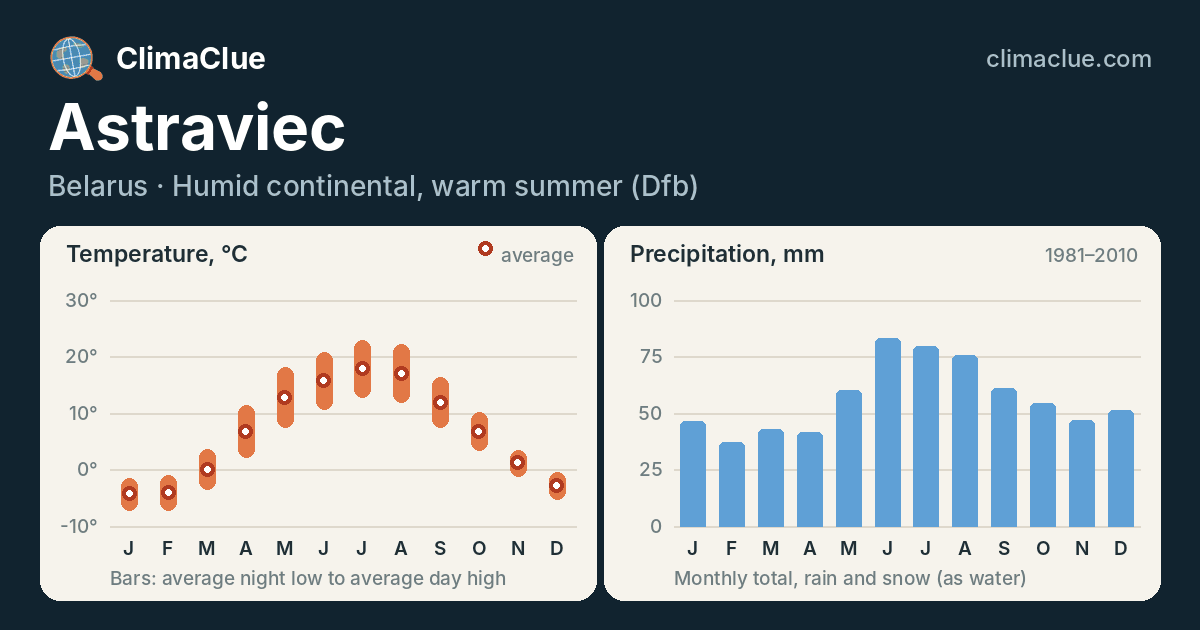 ClimaClue
climaclue.com
Astraviec
Belarus · Humid continental, warm summer (Dfb)
Temperature, °C
average
30°
20°
10°
0°
-10°
J F M A M J J A S O N D
Bars: average night low to average day high
Precipitation, mm
1981–2010
100
75
50
25
0
J F M A M J J A S O N D
Monthly total, rain and snow (as water)